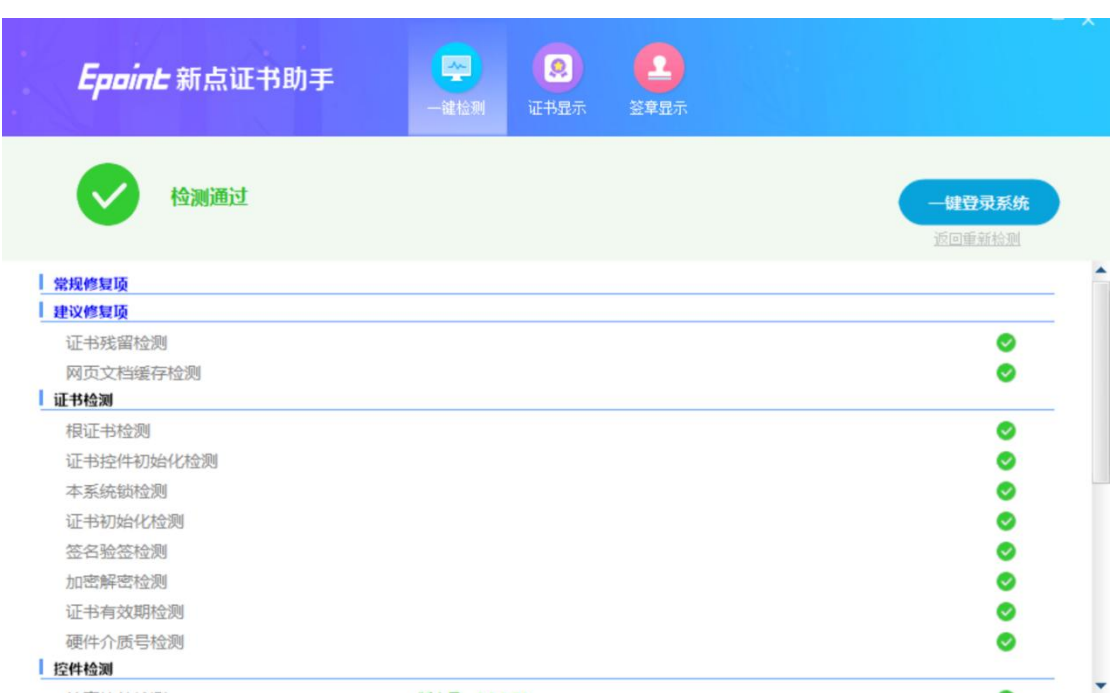 Epoint 新点证书助手
一键检测 证书显示 签章显示
检测通过
一键登录系统
返回重新检测
常规修复项
建议修复项
证书残留检测
网页文档缓存检测
证书检测
根证书检测
证书控件初始化检测
本系统锁检测
证书初始化检测
签名验签检测
加密解密检测
证书有效期检测
硬件介质号检测
控件检测